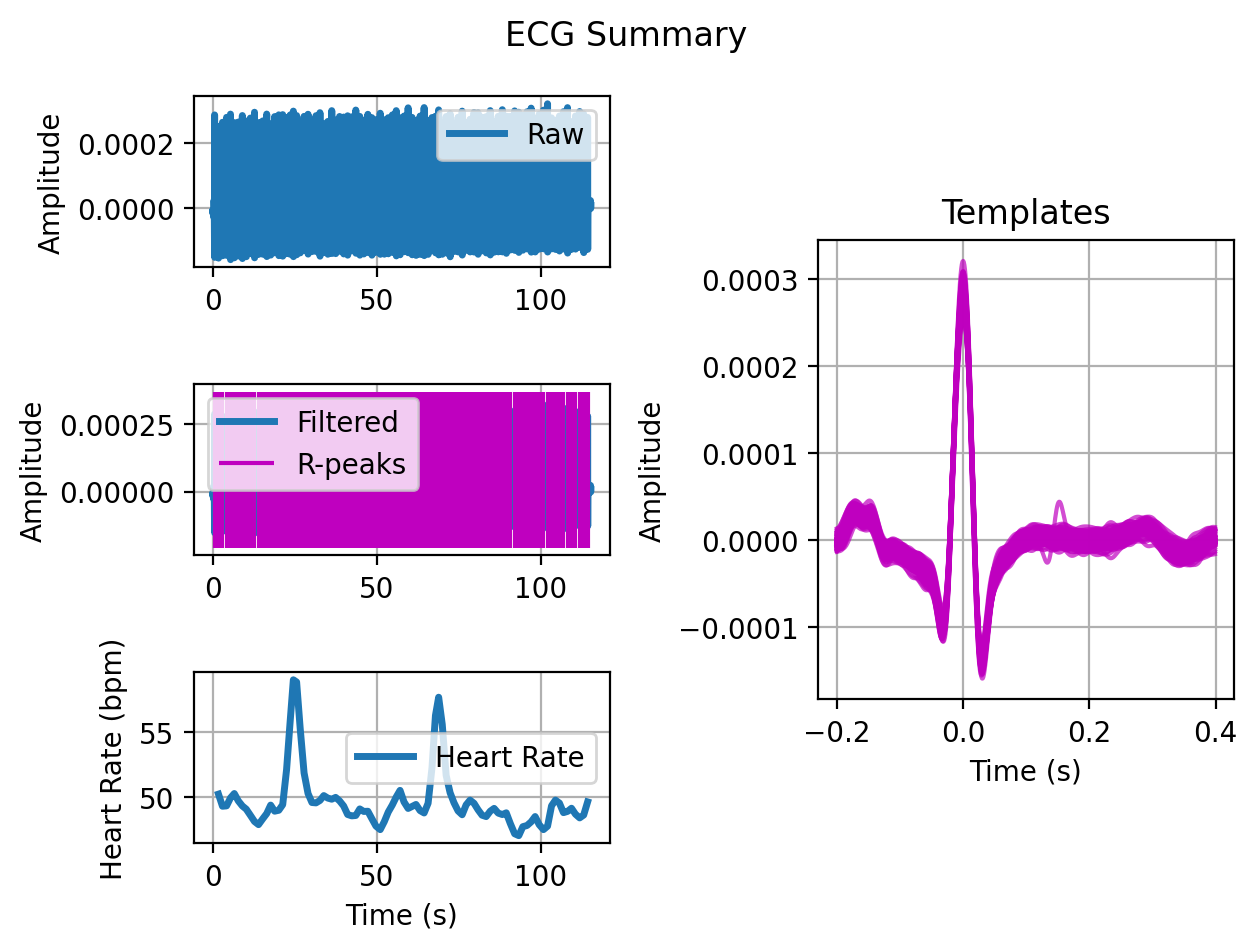 ECG Summary
Amplitude
0.0002
0.0000
Raw
0 50 100
Amplitude
0.00025
0.00000
Filtered
R-peaks
0 50 100
Heart Rate (bpm)
55
50
Heart Rate
0 50 100
Time (s)
Templates
Amplitude
0.0003
0.0002
0.0001
0.0000
−0.0001
−0.2 0.0 0.2 0.4
Time (s)